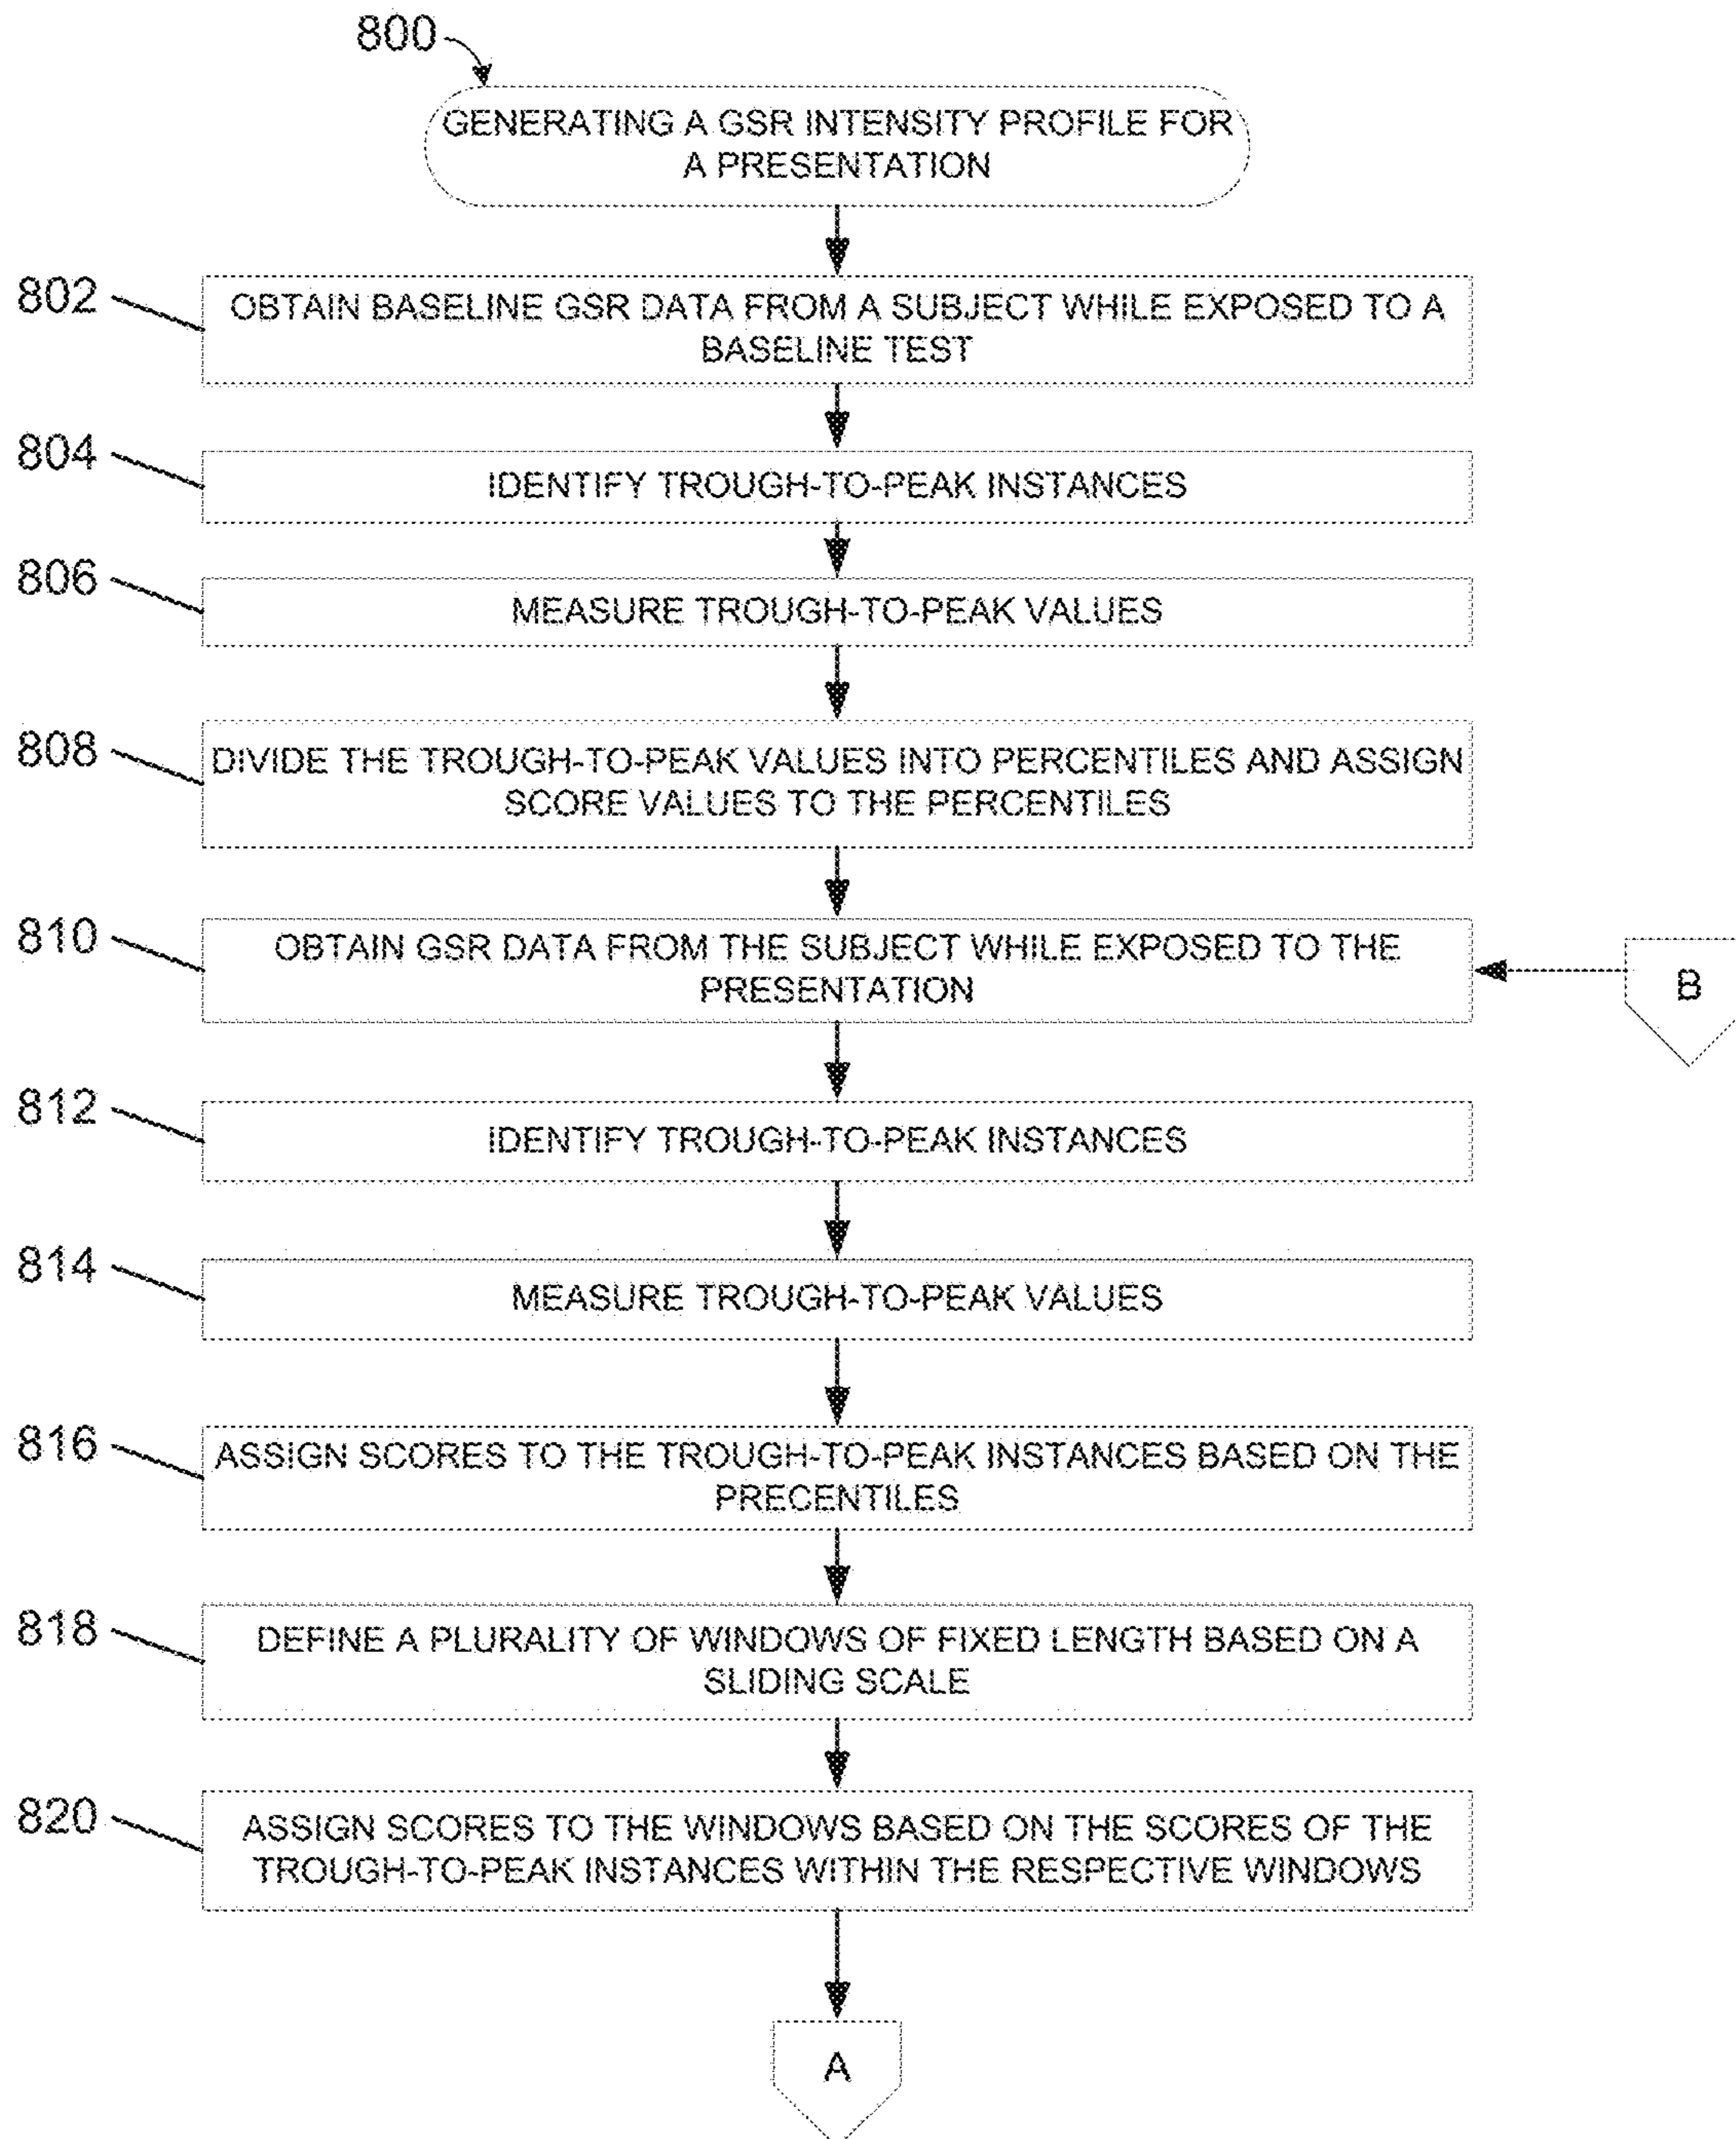 800
GENERATING A GSR INTENSITY PROFILE FOR
A PRESENTATION
802
OBTAIN BASELINE GSR DATA FROM A SUBJECT WHILE EXPOSED TO A
BASELINE TEST
804
IDENTIFY TROUGH-TO-PEAK INSTANCES
806
MEASURE TROUGH-TO-PEAK VALUES
808
DIVIDE THE TROUGH-TO-PEAK VALUES INTO PERCENTILES AND ASSIGN
SCORE VALUES TO THE PERCENTILES
810
OBTAIN GSR DATA FROM THE SUBJECT WHILE EXPOSED TO THE
PRESENTATION
B
812
IDENTIFY TROUGH-TO-PEAK INSTANCES
814
MEASURE TROUGH-TO-PEAK VALUES
816
ASSIGN SCORES TO THE TROUGH-TO-PEAK INSTANCES BASED ON THE
PRECENTILES
818
DEFINE A PLURALITY OF WINDOWS OF FIXED LENGTH BASED ON A
SLIDING SCALE
820
ASSIGN SCORES TO THE WINDOWS BASED ON THE SCORES OF THE
TROUGH-TO-PEAK INSTANCES WITHIN THE RESPECTIVE WINDOWS
A